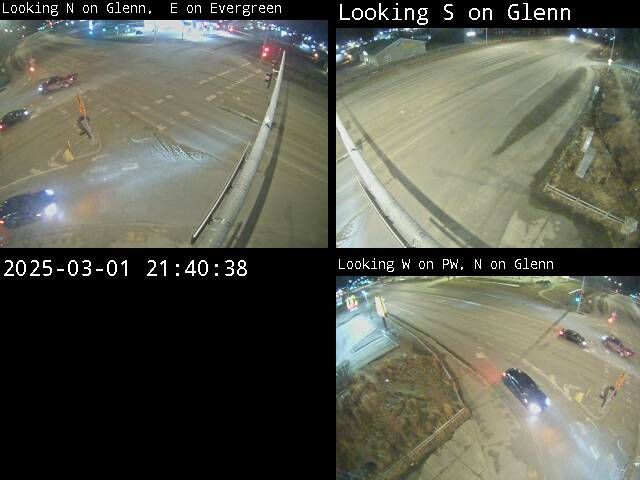 Looking N on Glenn,  E on Evergreen
Looking S on Glenn
2025-03-01 21:40:38
Looking W on PW, N on Glenn